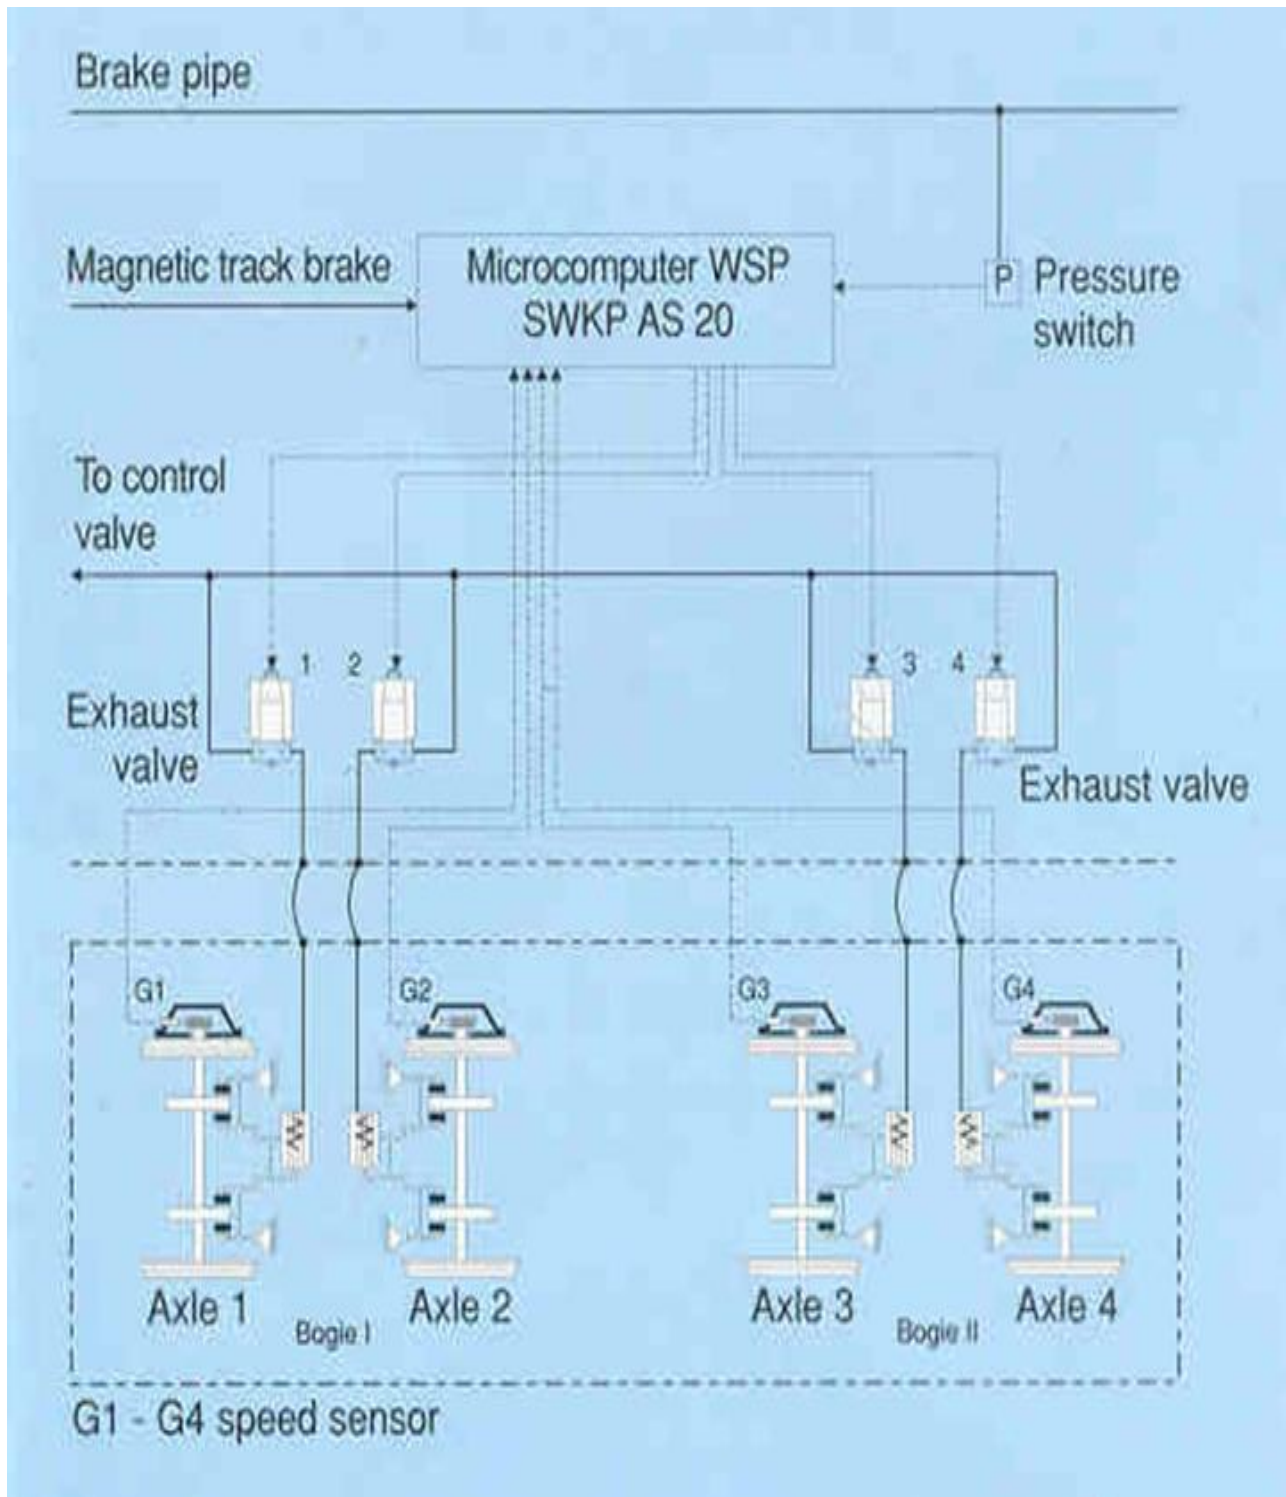 Brake pipe
Magnetic track brake
Microcomputer WSP
SWKP AS 20
P
Pressure
switch
To control
valve
1
2
3
4
Exhaust
valve
Exhaust valve
G1
G2
G3
G4
Axle 1
Bogie I
Axle 2
Axle 3
Bogie II
Axle 4
G1 - G4 speed sensor